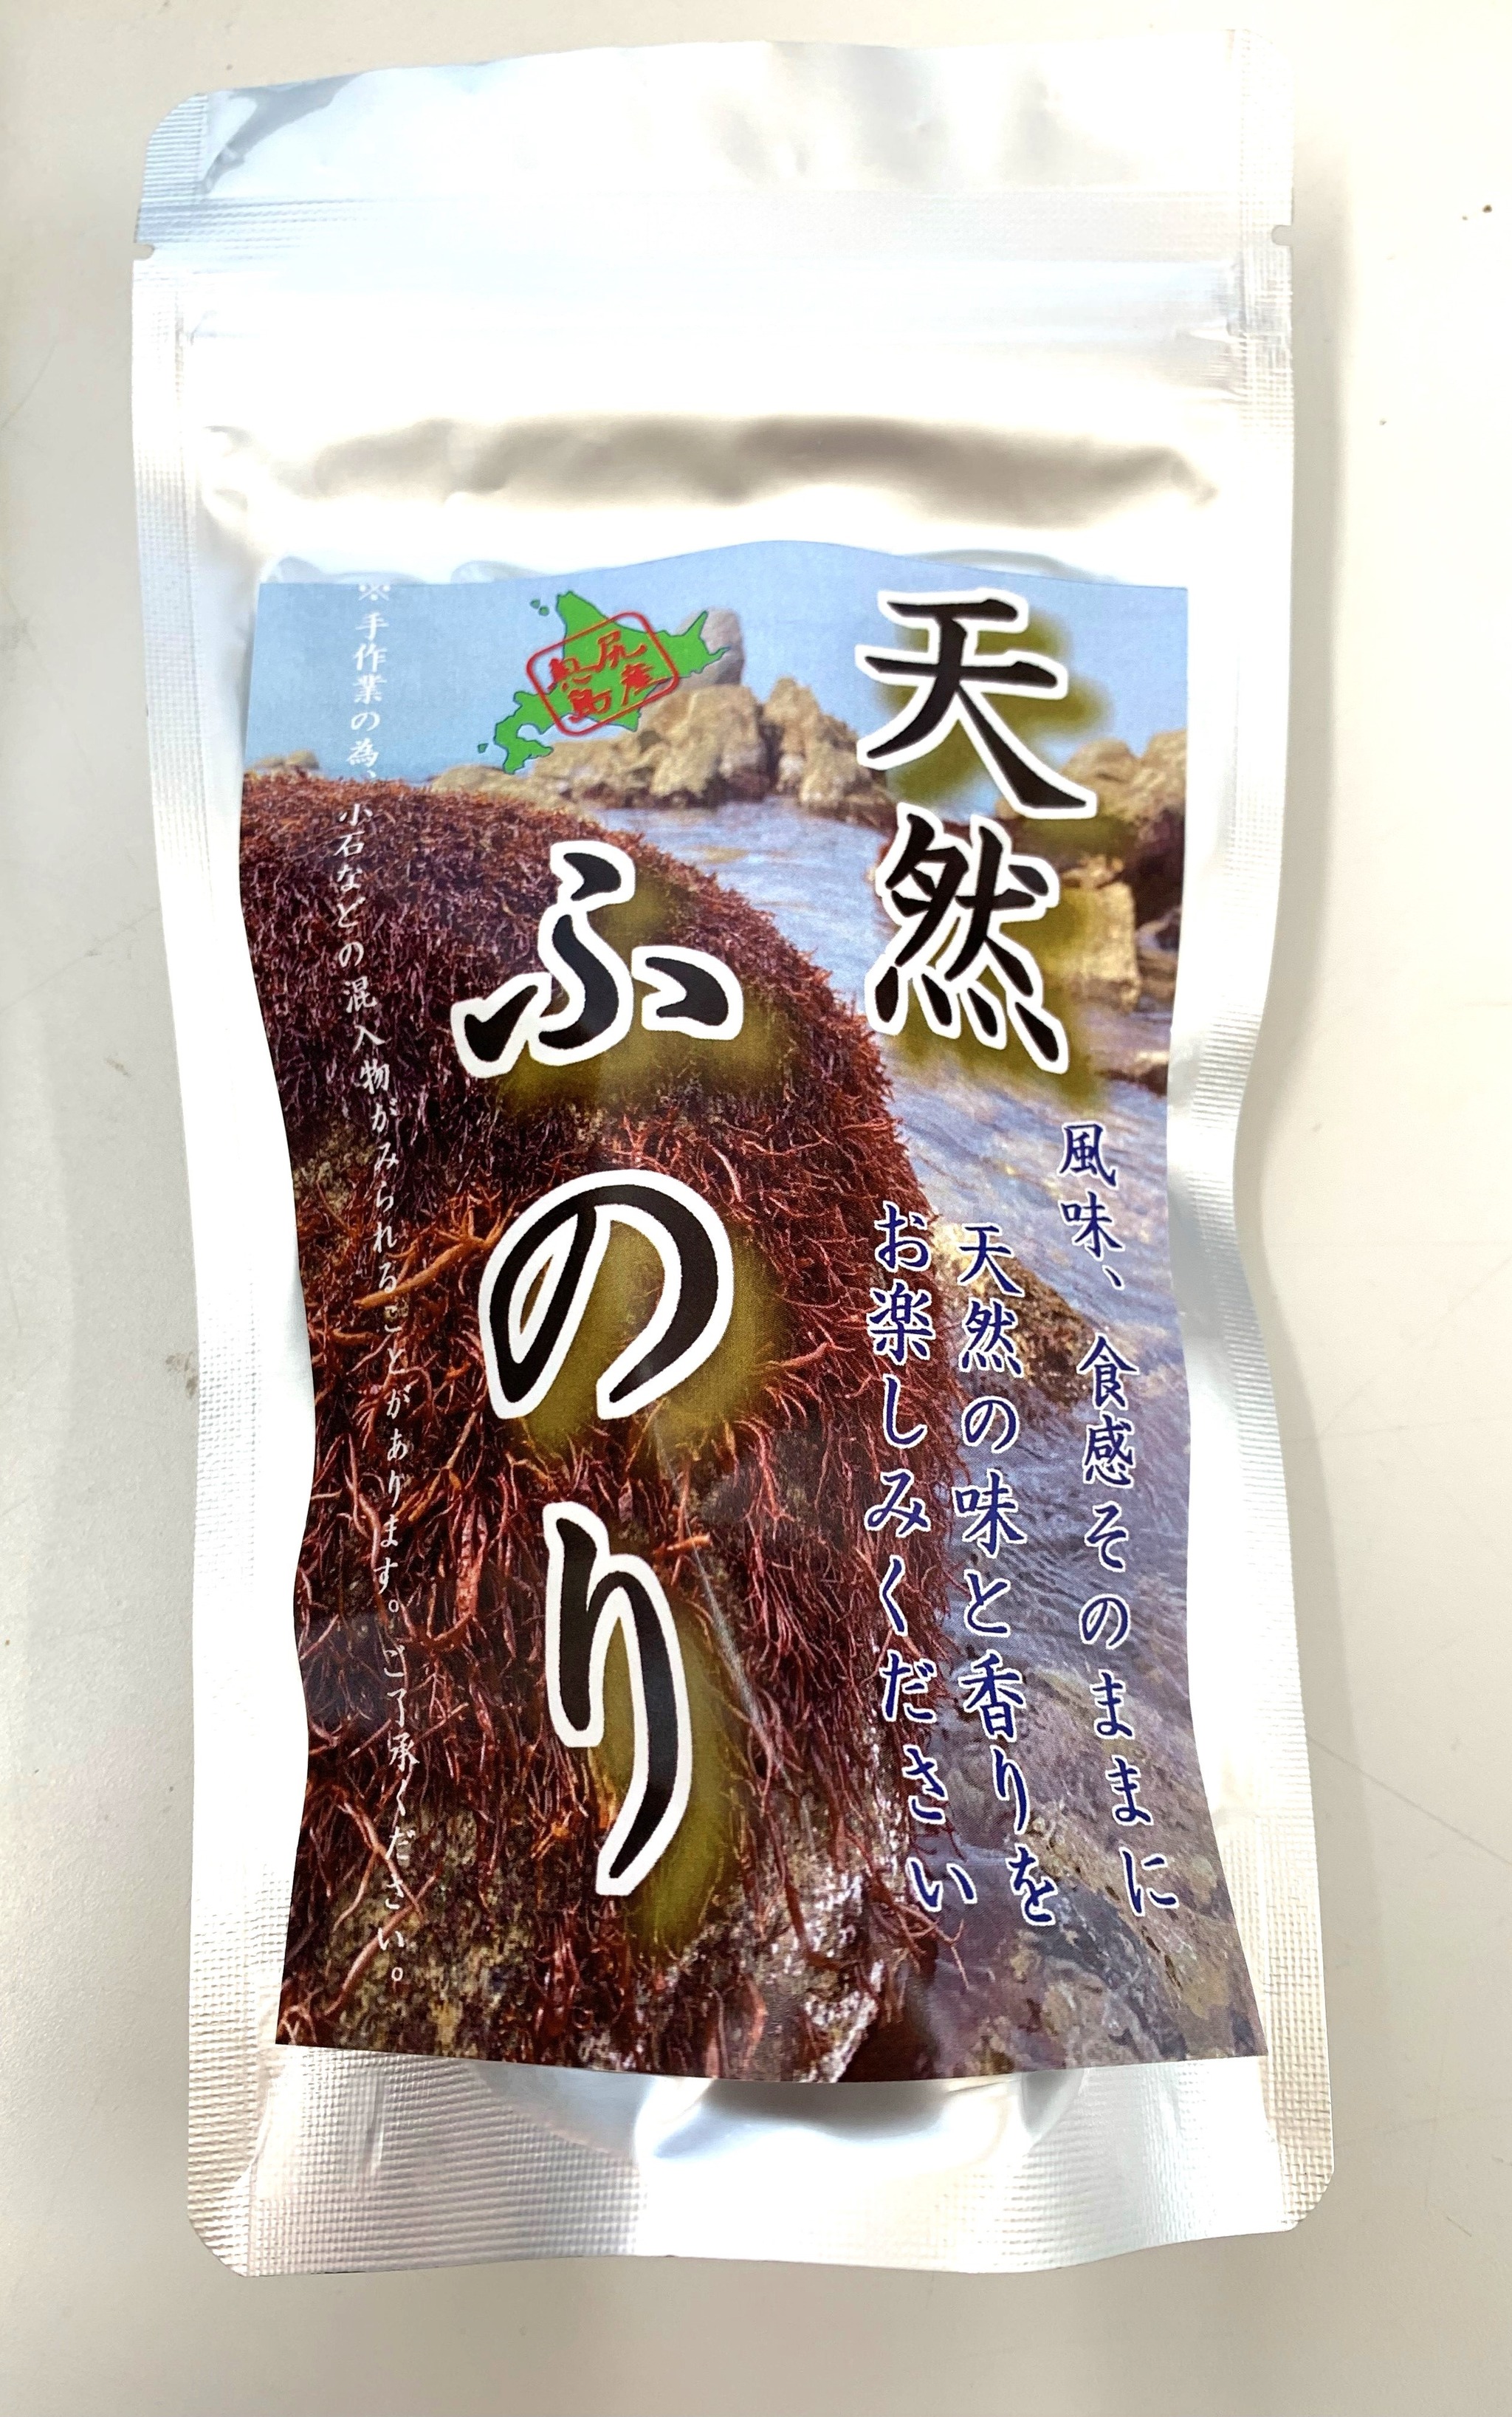 天然
ふのり
風味、食感そのままに
天然の味と香りを
お楽しみください
奥尻
島産
※手作業の為、小石などの混入物がみられることがあります。ご了承ください。